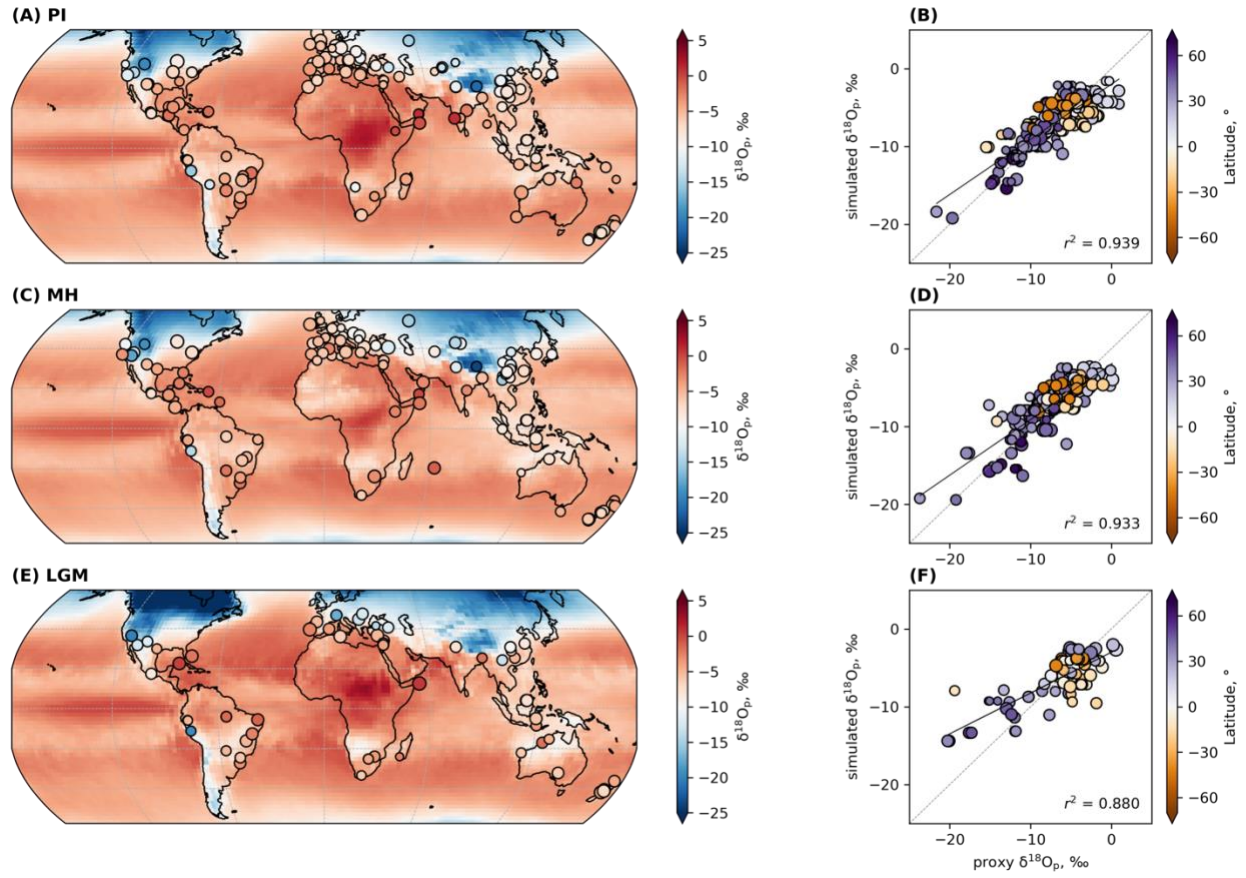 (A) PI
5
0
−5
−10
−15
−20
−25
δ¹⁸Oₚ, ‰
(B)
0
−10
−20
simulated δ¹⁸Oₚ, ‰
r² = 0.939
−20
−10
0
60
30
0
−30
−60
Latitude, °
(C) MH
5
0
−5
−10
−15
−20
−25
δ¹⁸Oₚ, ‰
(D)
0
−10
−20
simulated δ¹⁸Oₚ, ‰
r² = 0.933
−20
−10
0
60
30
0
−30
−60
Latitude, °
(E) LGM
5
0
−5
−10
−15
−20
−25
δ¹⁸Oₚ, ‰
(F)
0
−10
−20
simulated δ¹⁸Oₚ, ‰
r² = 0.880
−20
−10
0
proxy δ¹⁸Oₚ, ‰
60
30
0
−30
−60
Latitude, °